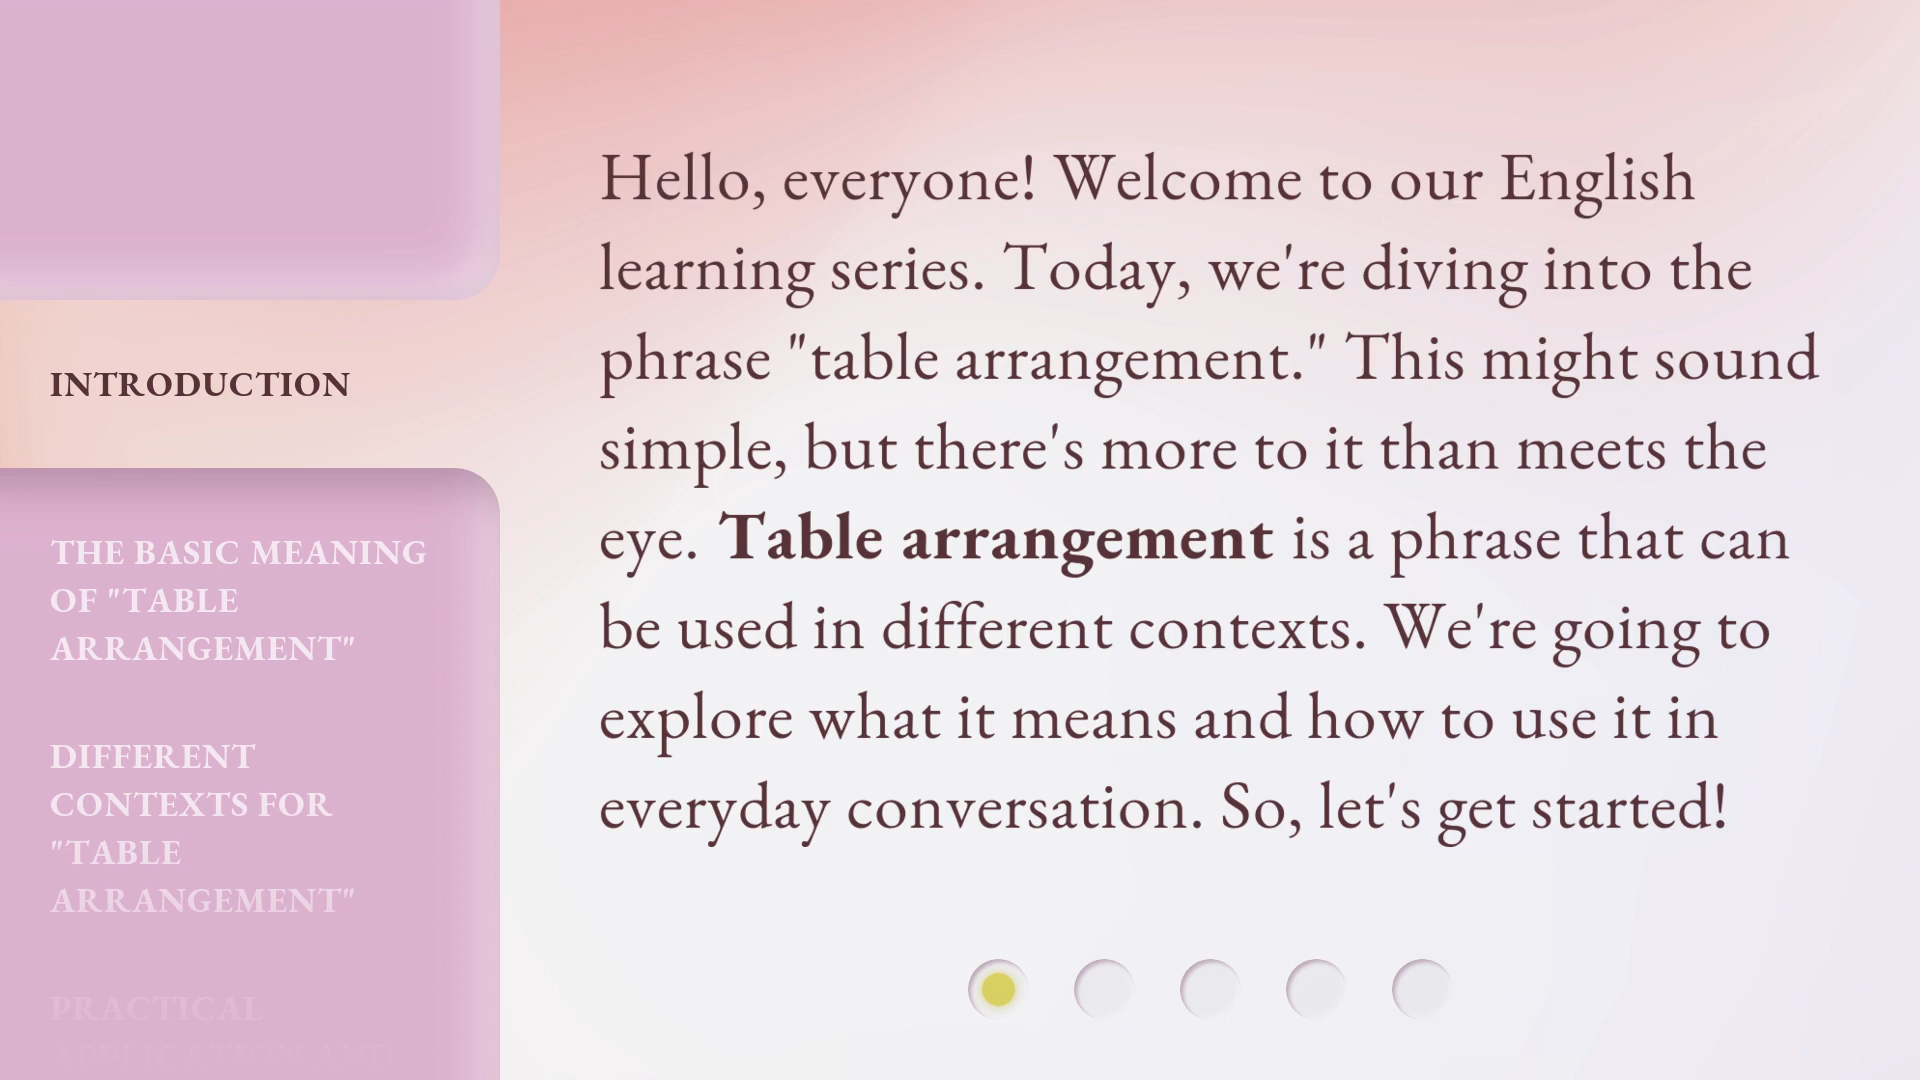 INTRODUCTION
THE BASIC MEANING
OF "TABLE
ARRANGEMENT"
DIFFERENT
CONTEXTS FOR
"TABLE
ARRANGEMENT"
PRACTICAL
APPLICATION AND
Hello, everyone! Welcome to our English
learning series. Today, we're diving into the
phrase "table arrangement." This might sound
simple, but there's more to it than meets the
eye. Table arrangement is a phrase that can
be used in different contexts. We're going to
explore what it means and how to use it in
everyday conversation. So, let's get started!